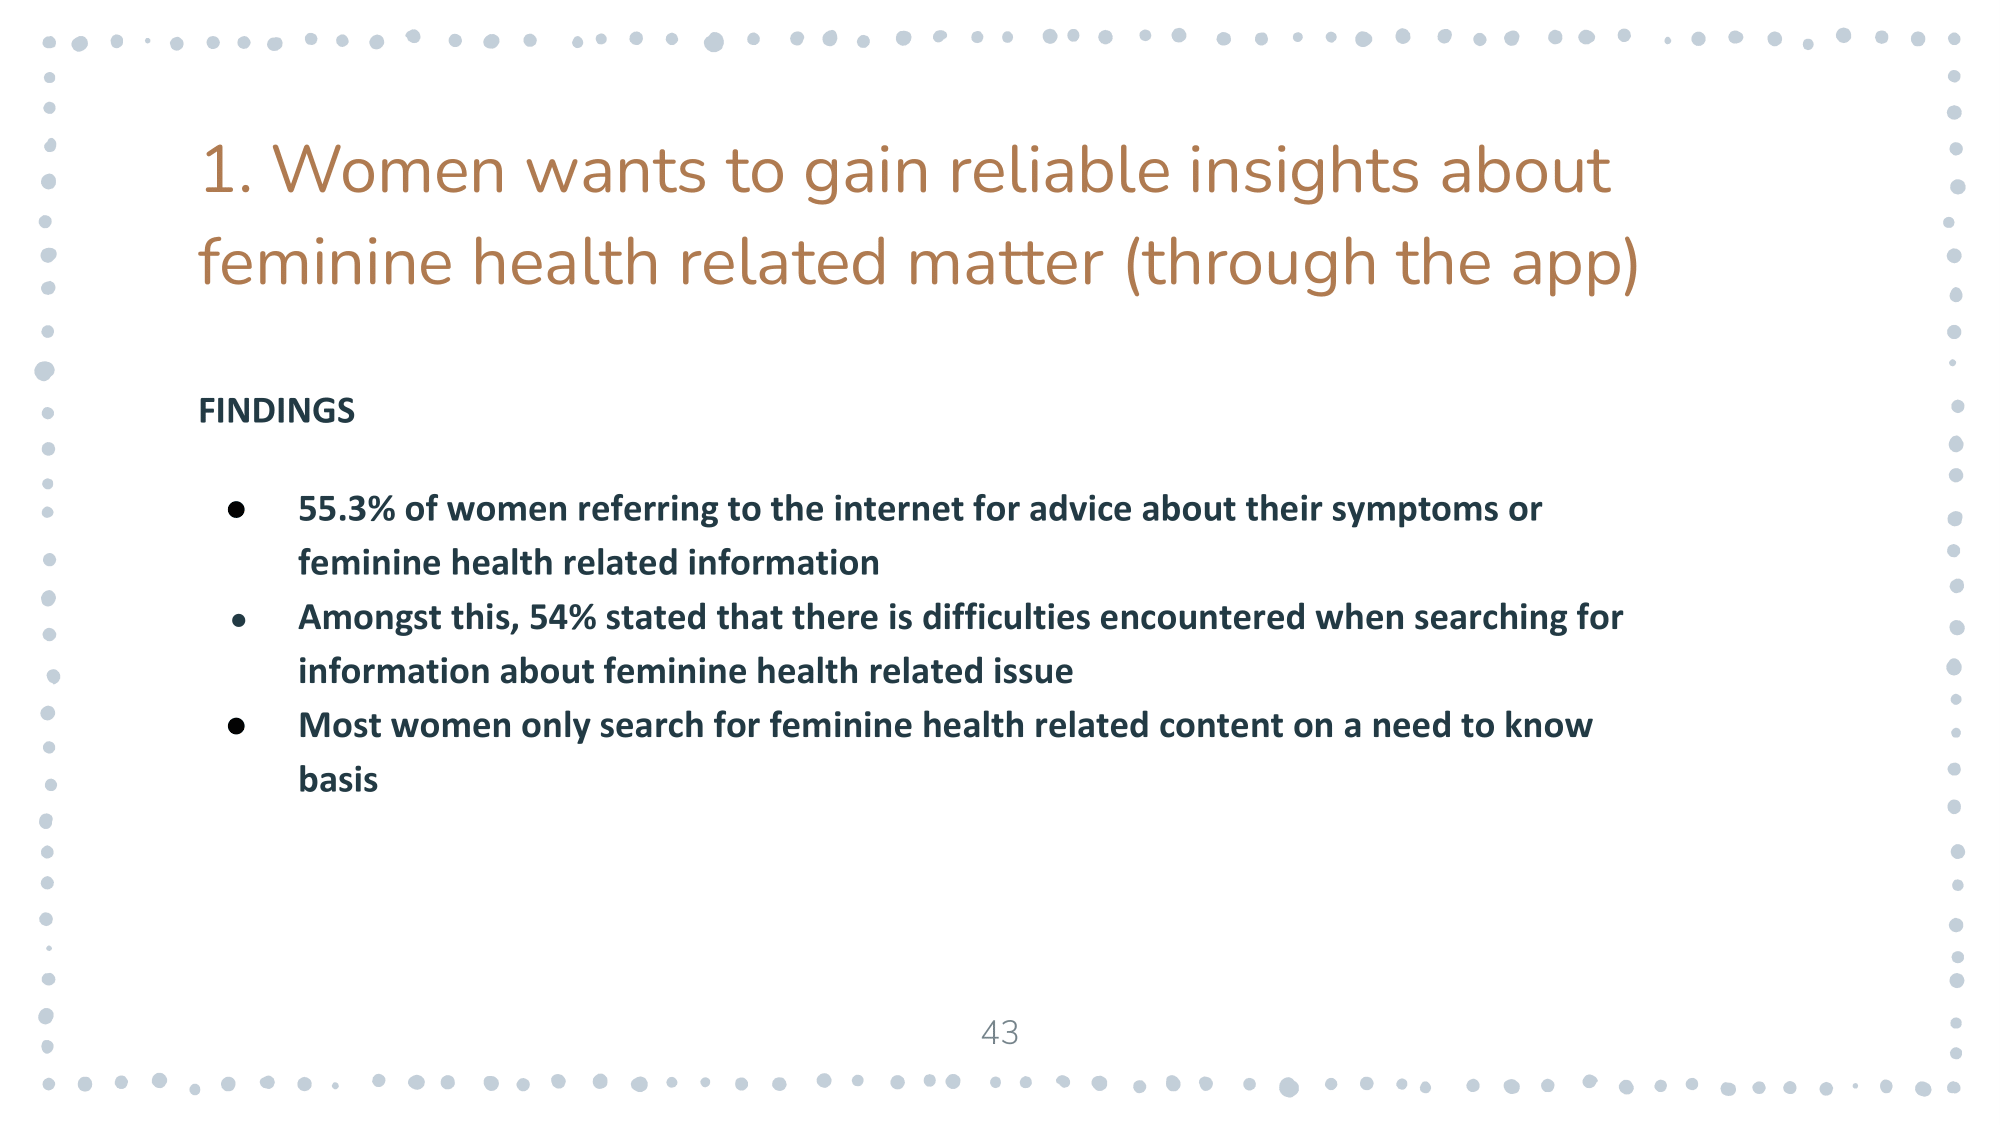 1. Women wants to gain reliable insights about
feminine health related matter (through the app)
FINDINGS
● 55.3% of women referring to the internet for advice about their symptoms or
feminine health related information
● Amongst this, 54% stated that there is difficulties encountered when searching for
information about feminine health related issue
● Most women only search for feminine health related content on a need to know
basis
43